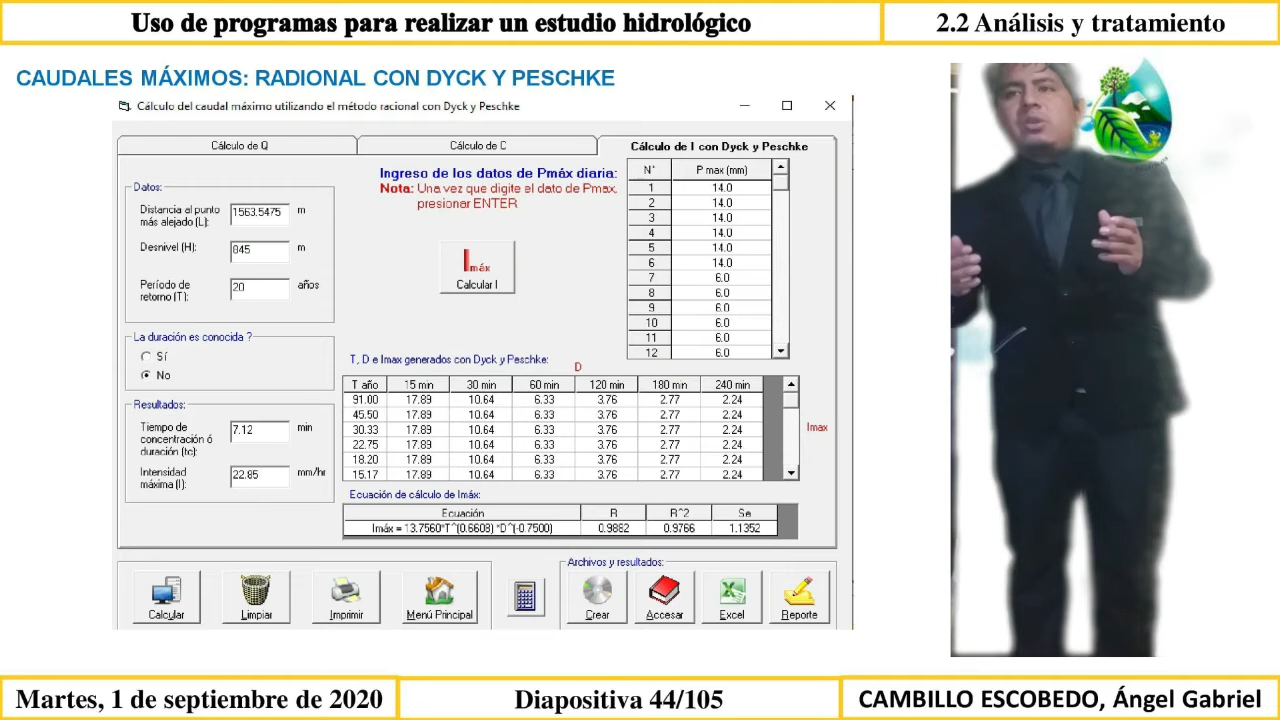 Uso de programas para realizar un estudio hidrológico
2.2 Análisis y tratamiento
CAUDALES MÁXIMOS: RADIONAL CON DYCK Y PESCHKE
Cálculo del caudal máximo utilizando el método racional con Dyck y Peschke
Cálculo de Q
Cálculo de C
Cálculo de I con Dyck y Peschke
Datos:
Distancia al punto
más alejado (L):
1563.5475 m
Desnivel (H):
845 m
Período de
retorno (T):
20 años
La duración es conocida ?
Sí
No
Resultados:
Tiempo de
concentración ó
duración (tc):
7.12 min
Intensidad
máxima (I):
22.85 mm/hr
Ingreso de los datos de Pmáx diaria:
Nota: Una vez que digite el dato de Pmax.
presionar ENTER
Imáx
Calcular I
N° P max (mm)
1 14.0
2 14.0
3 14.0
4 14.0
5 14.0
6 14.0
7 6.0
8 6.0
9 6.0
10 6.0
11 6.0
12 6.0
T, D e Imax generados con Dyck y Peschke:
D
T año 15 min 30 min 60 min 120 min 180 min 240 min
91.00 17.89 10.64 6.33 3.76 2.77 2.24
45.50 17.89 10.64 6.33 3.76 2.77 2.24
30.33 17.89 10.64 6.33 3.76 2.77 2.24
22.75 17.89 10.64 6.33 3.76 2.77 2.24
18.20 17.89 10.64 6.33 3.76 2.77 2.24
15.17 17.89 10.64 6.33 3.76 2.77 2.24
Imax
Ecuación de cálculo de Imáx:
Ecuación R R^2 Se
Imáx = 13.7560*T^(0.6608) *D^(-0.7500) 0.9882 0.9766 1.1352
Calcular
Limpiar
Imprimir
Menú Principal
Archivos y resultados:
Crear
Accesar
Excel
Reporte
Martes, 1 de septiembre de 2020
Diapositiva 44/105
CAMBILLO ESCOBEDO, Ángel Gabriel